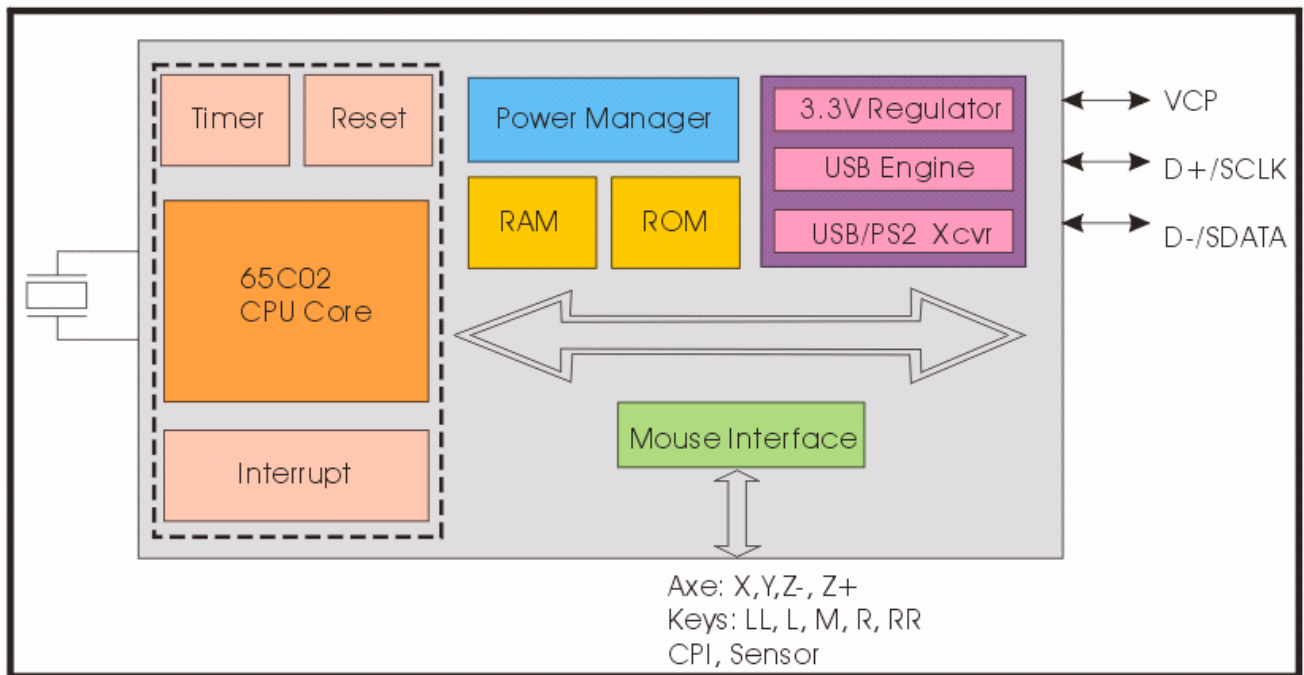 Timer
Reset
Power Manager
3.3V Regulator
VCP
USB Engine
D+/SCLK
RAM
ROM
USB/PS2 Xcvr
D-/SDATA
65C02
CPU Core
Mouse Interface
Interrupt
Axe: X,Y,Z-, Z+
Keys: LL, L, M, R, RR
CPI, Sensor